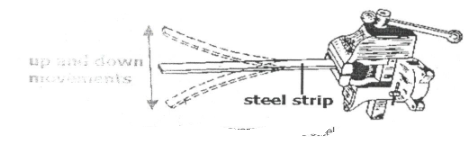 up and down
movements
steel strip